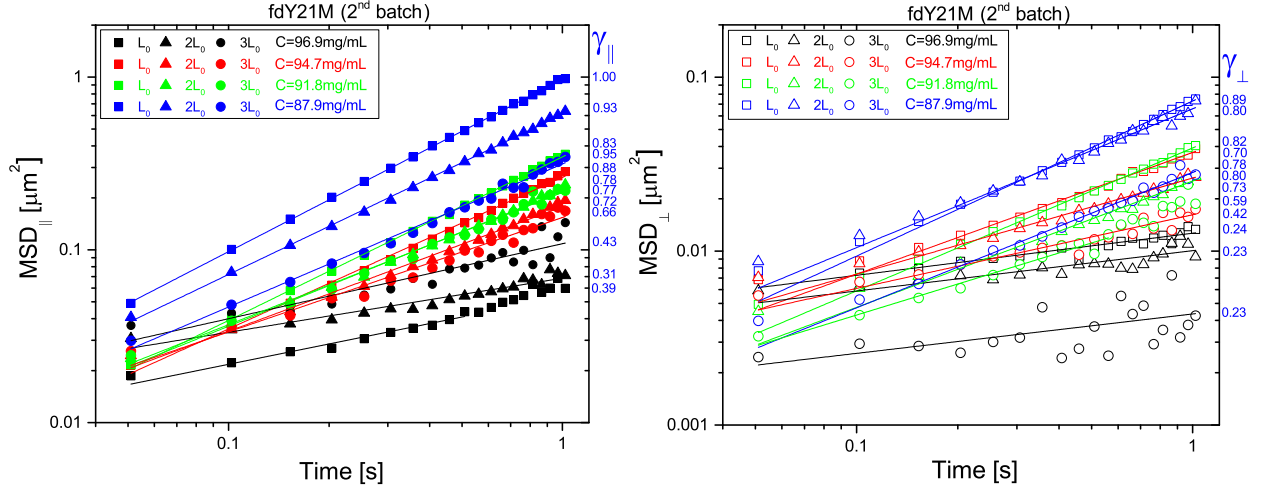 fdY21M (2nd batch)
L0 2L0 3L0 C=96.9mg/mL
L0 2L0 3L0 C=94.7mg/mL
L0 2L0 3L0 C=91.8mg/mL
L0 2L0 3L0 C=87.9mg/mL
γ∥
1.00
0.93
0.83
0.95
0.88
0.78
0.77
0.72
0.66
0.43
0.31
0.39
1
0.1
0.01
MSD∥ [μm2]
0.1
1
Time [s]
fdY21M (2nd batch)
L0 2L0 3L0 C=96.9mg/mL
L0 2L0 3L0 C=94.7mg/mL
L0 2L0 3L0 C=91.8mg/mL
L0 2L0 3L0 C=87.9mg/mL
γ⊥
0.89
0.80
0.82
0.70
0.78
0.80
0.73
0.59
0.42
0.24
0.23
0.23
0.1
0.01
0.001
MSD⊥ [μm2]
0.1
1
Time [s]